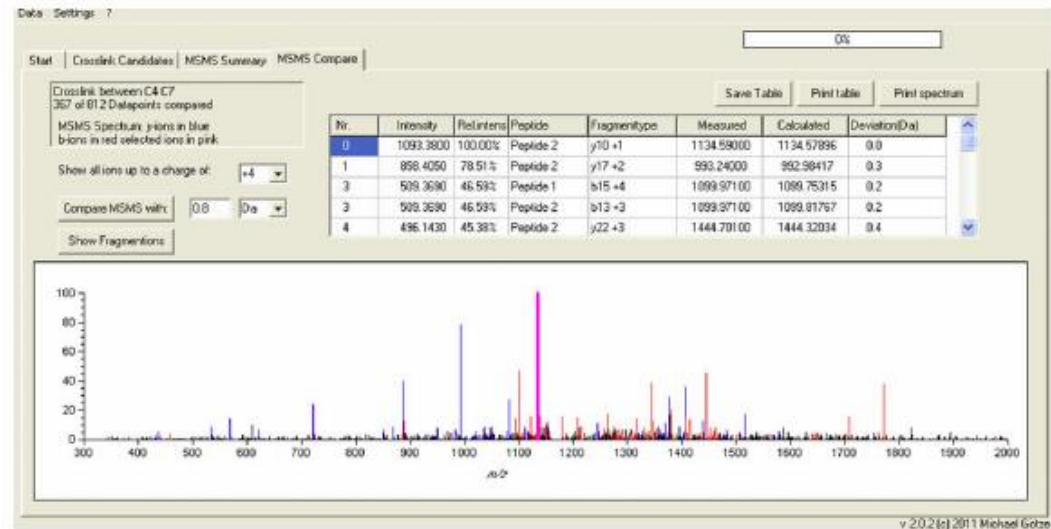 Data Settings ?
0%
Start Crosslink Candidates MSMS Summary MSMS Compare
Crosslink between C4 C7
367 of 812 Datapoints compared
MSMS Spectrum: y-ions in blue
b-ions in red selected ions in pink
Save Table Print table Print spectrum
Show all ions up to a charge of: +4
Compare MSMS with: 0.8 Da
Show Fragmentions
Nr. Intensity Rel.intens Peptide Fragmenttype Measured Calculated Deviation(Da)
0 1093.3800 100.00% Peptide 2 y10 +1 1134.59000 1134.57896 0.0
1 858.4050 78.51% Peptide 2 y17 +2 993.24000 992.98417 0.3
3 509.3690 46.59% Peptide 1 b15 +4 1099.97100 1099.75315 0.2
3 509.3690 46.59% Peptide 2 b13 +3 1099.97100 1099.81767 0.2
4 496.1430 45.38% Peptide 2 y22 +3 1444.70100 1444.32034 0.4
100
80
60
40
20
0
300 400 500 600 700 800 900 1000 1100 1200 1300 1400 1500 1600 1700 1800 1900 2000
v 2.0.2 (c) 2011 Michael Götze